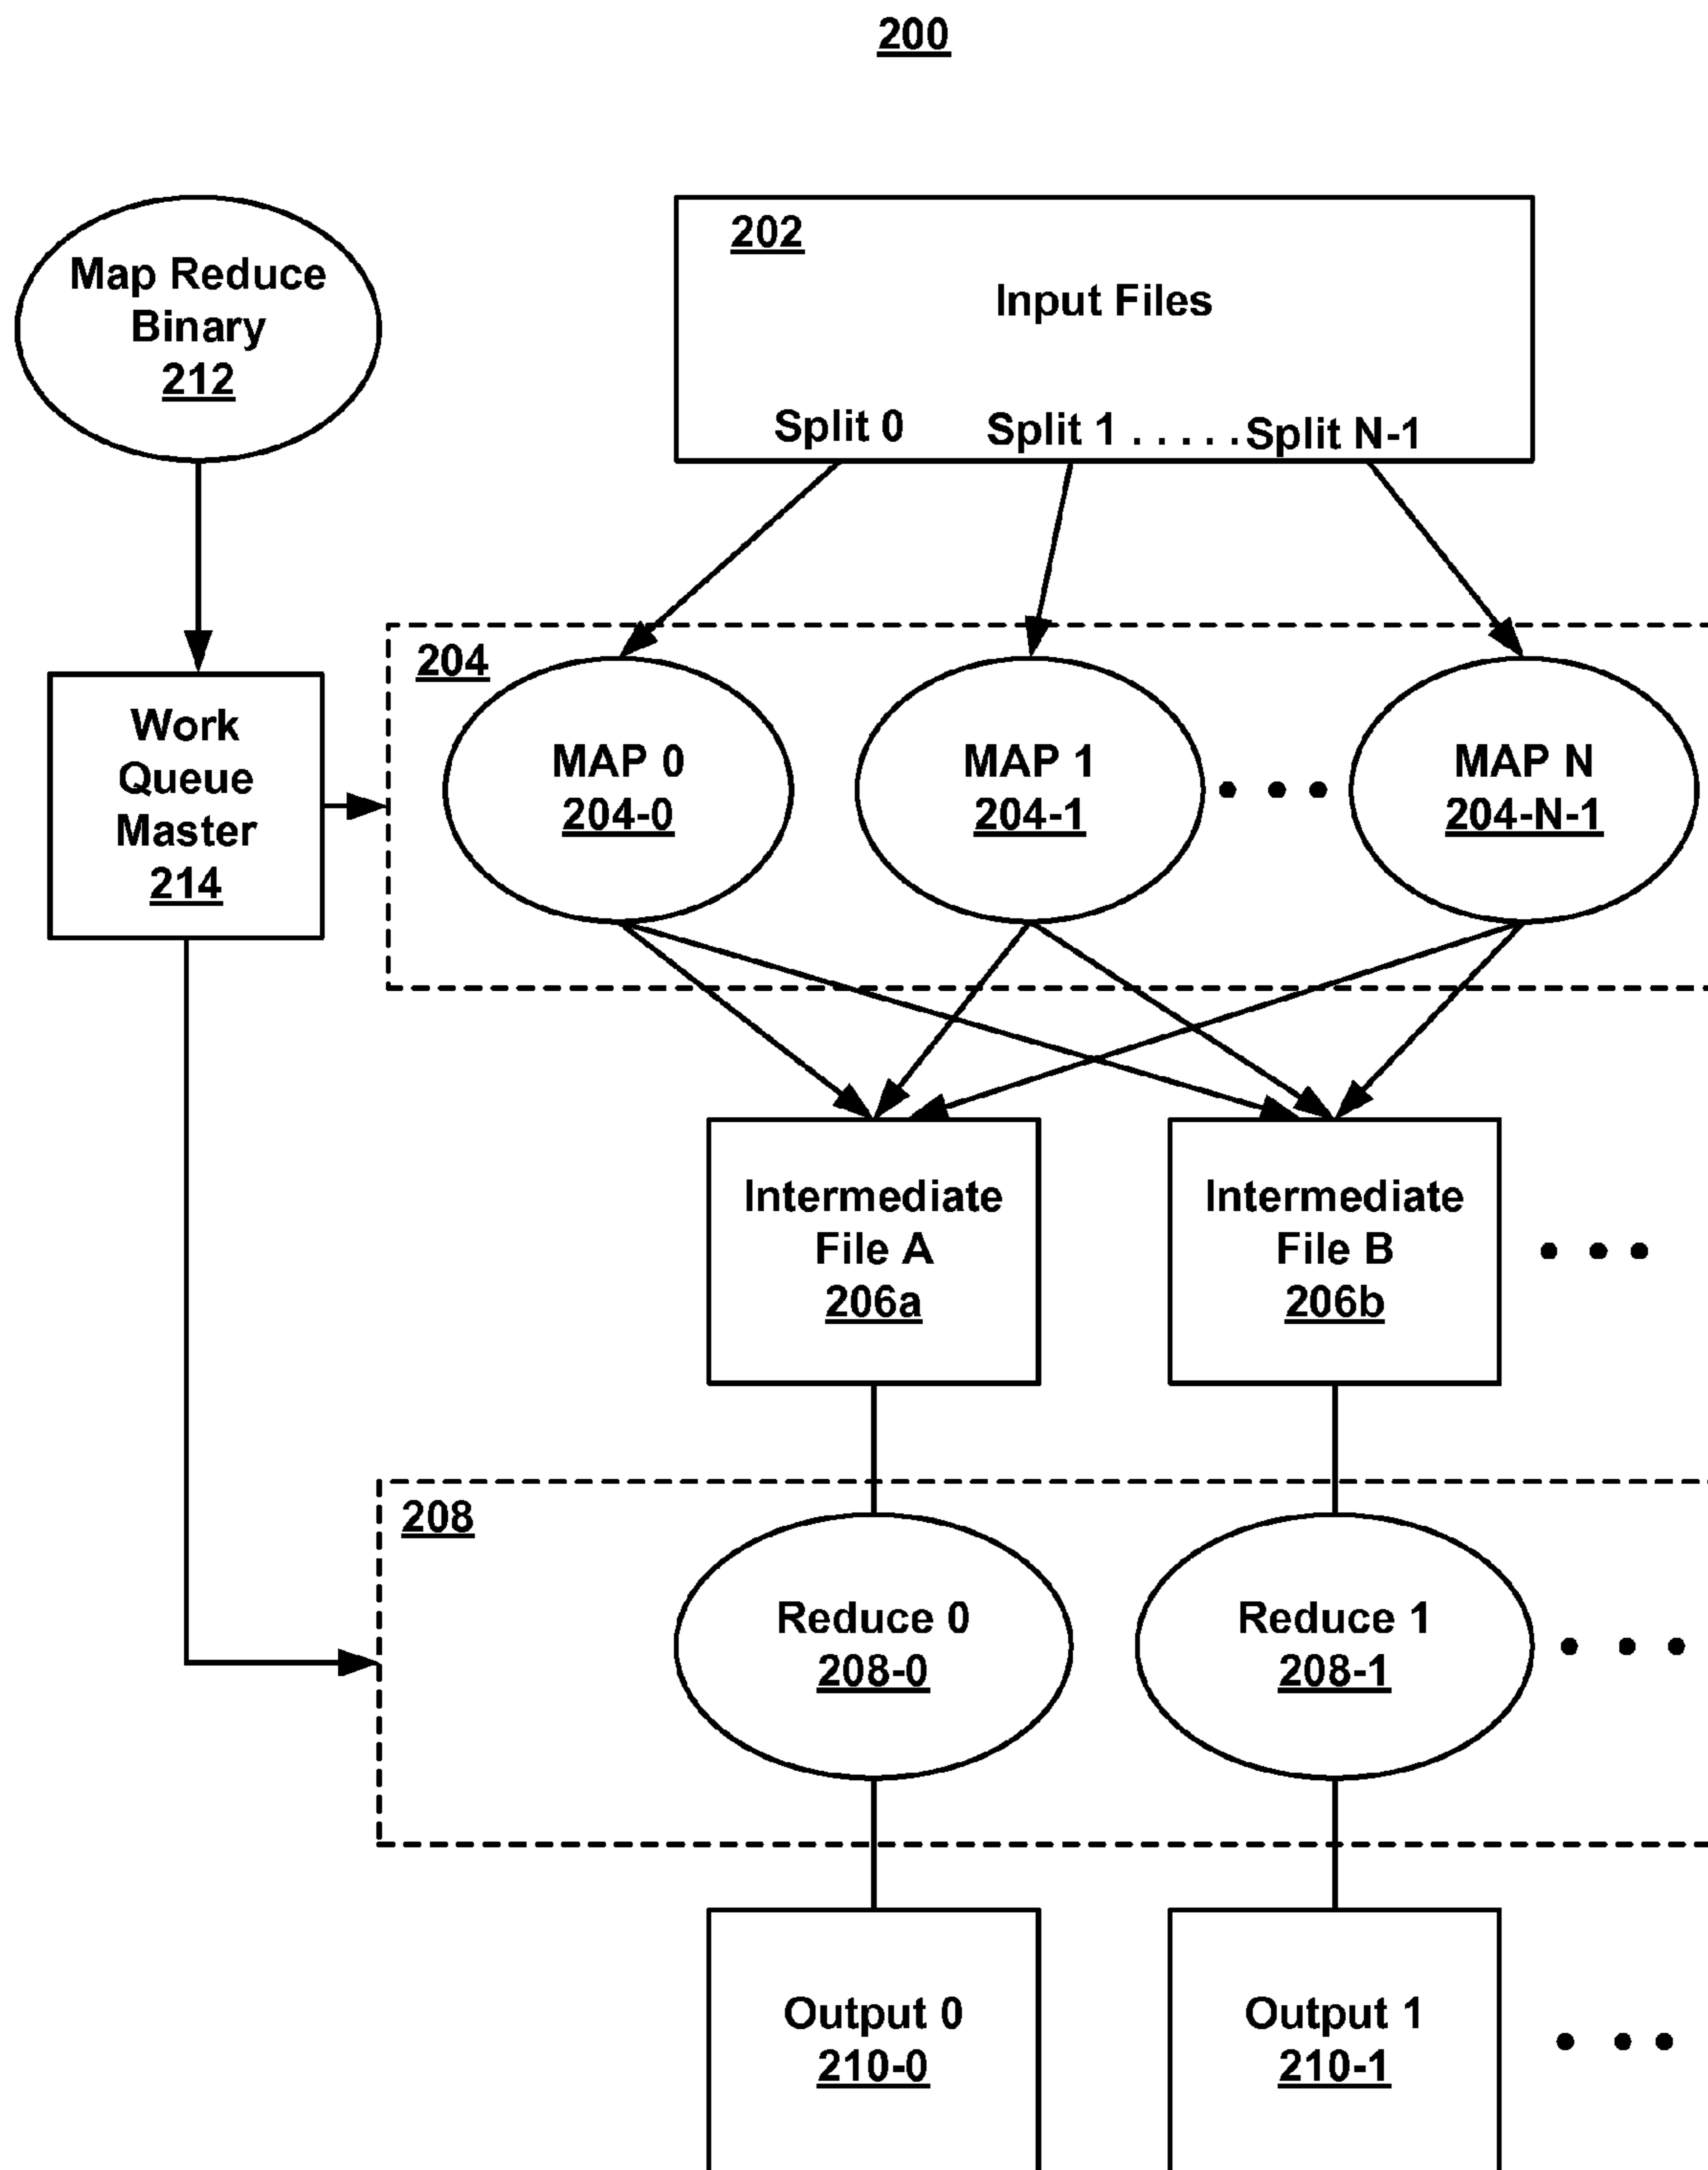 200
Map Reduce
Binary
212
202
Input Files
Split 0 Split 1 . . . . . Split N-1
Work
Queue
Master
214
204
MAP 0
204-0
MAP 1
204-1
MAP N
204-N-1
Intermediate
File A
206a
Intermediate
File B
206b
208
Reduce 0
208-0
Reduce 1
208-1
Output 0
210-0
Output 1
210-1